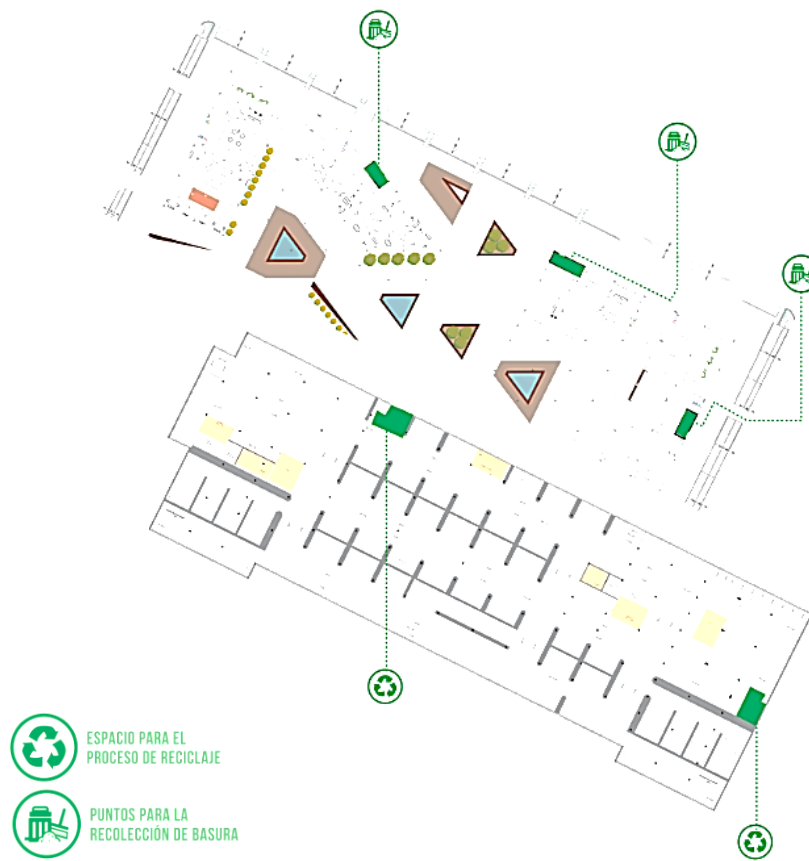 ESPACIO PARA EL
PROCESO DE RECICLAJE
PUNTOS PARA LA
RECOLECCIÓN DE BASURA